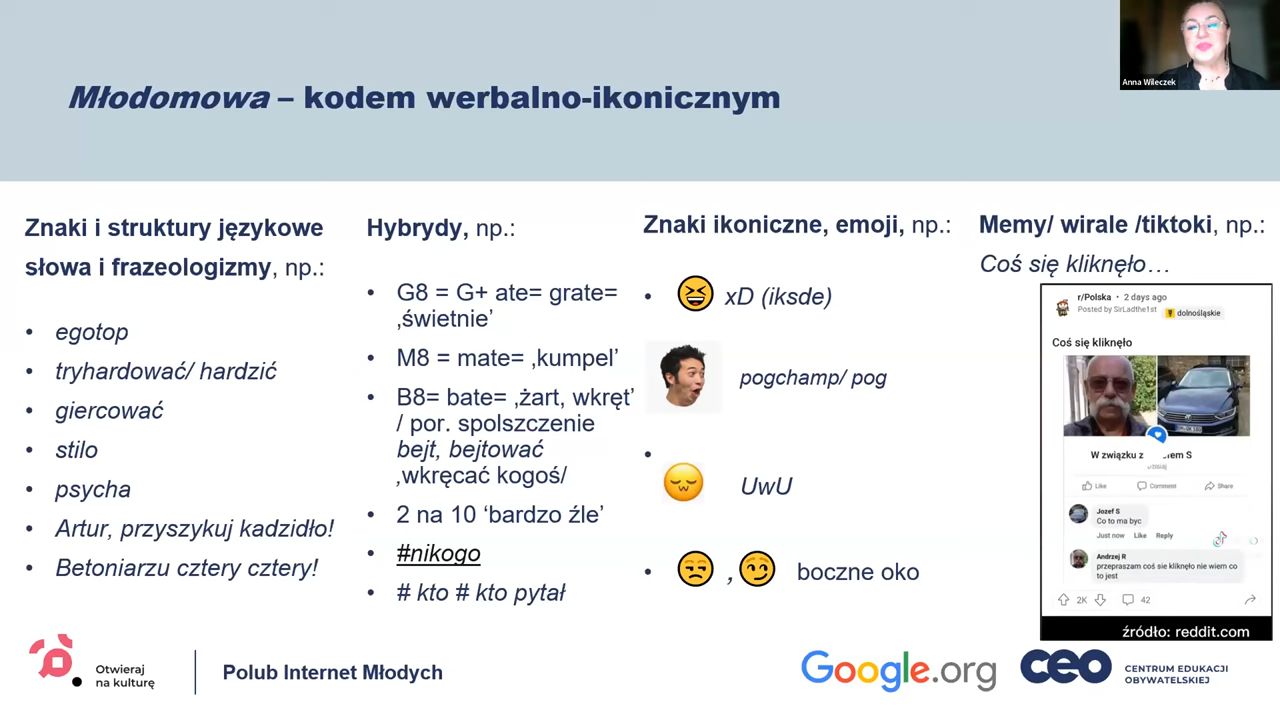 Młodomowa – kodem werbalno-ikonicznym
Anna Wileczek
Znaki i struktury językowe
słowa i frazeologizmy, np.:
• egotop
• tryhardować/ hardzić
• giercować
• stilo
• psycha
• Artur, przyszykuj kadzidło!
• Betoniarzu cztery cztery!
Hybrydy, np.:
• G8 = G+ ate= grate=
‚świetnie’
• M8 = mate= ‚kumpel’
• B8= bate= ‚żart, wkręt’
/ por. spolszczenie
bejt, bejtować
‚wkręcać kogoś/
• 2 na 10 ‘bardzo źle’
• #nikogo
• # kto # kto pytał
Znaki ikoniczne, emoji, np.:
• 😆 xD (iksde)
pogchamp/ pog
•
UwU
• 😒 , 😏 boczne oko
Memy/ wirale /tiktoki, np.:
Coś się kliknęło…
r/Polska • 2 days ago
Posted by SirLadthe1st
dolnośląskie
Coś się kliknęło
W związku z
em S
Dzisiaj
Like Comment Share
Jozef S
Co to ma byc
Just now Like Reply
Andrzej R
przepraszam coś sie kliknęło nie wiem co
to jest
2K 42
źródło: reddit.com
Otwieraj
na kulturę
Polub Internet Młodych
Google.org
ceo
CENTRUM EDUKACJI
OBYWATELSKIEJ